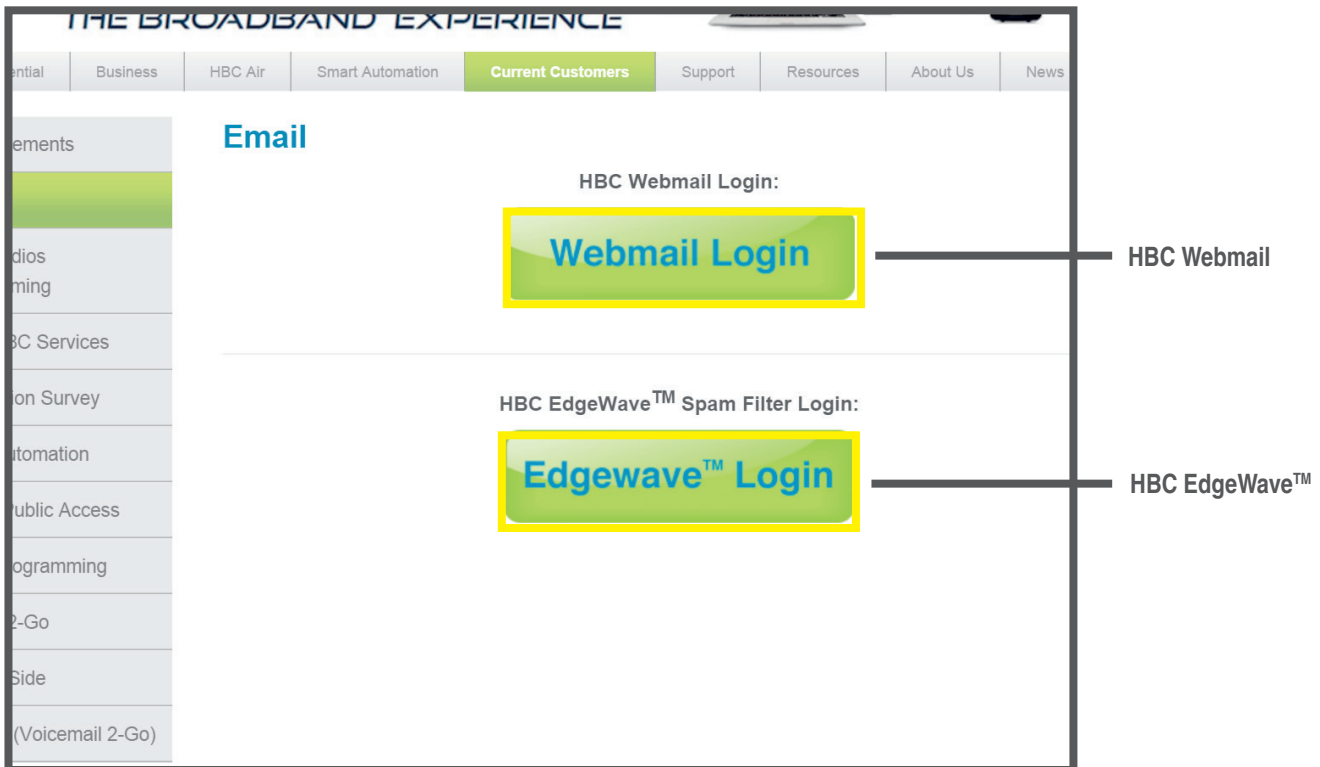 THE BROADBAND EXPERIENCE
ential Business HBC Air Smart Automation Current Customers Support Resources About Us News
ements
Email
HBC Webmail Login:
Webmail Login
HBC Webmail
dios
ming
BC Services
ion Survey
HBC EdgeWave™ Spam Filter Login:
Edgewave™ Login
HBC EdgeWave™
utomation
Public Access
ogramming
2-Go
Side
(Voicemail 2-Go)